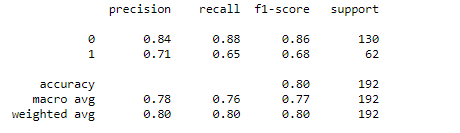 precision recall f1-score support
0 0.84 0.88 0.86 130
1 0.71 0.65 0.68 62
accuracy 0.80 192
macro avg 0.78 0.76 0.77 192
weighted avg 0.80 0.80 0.80 192